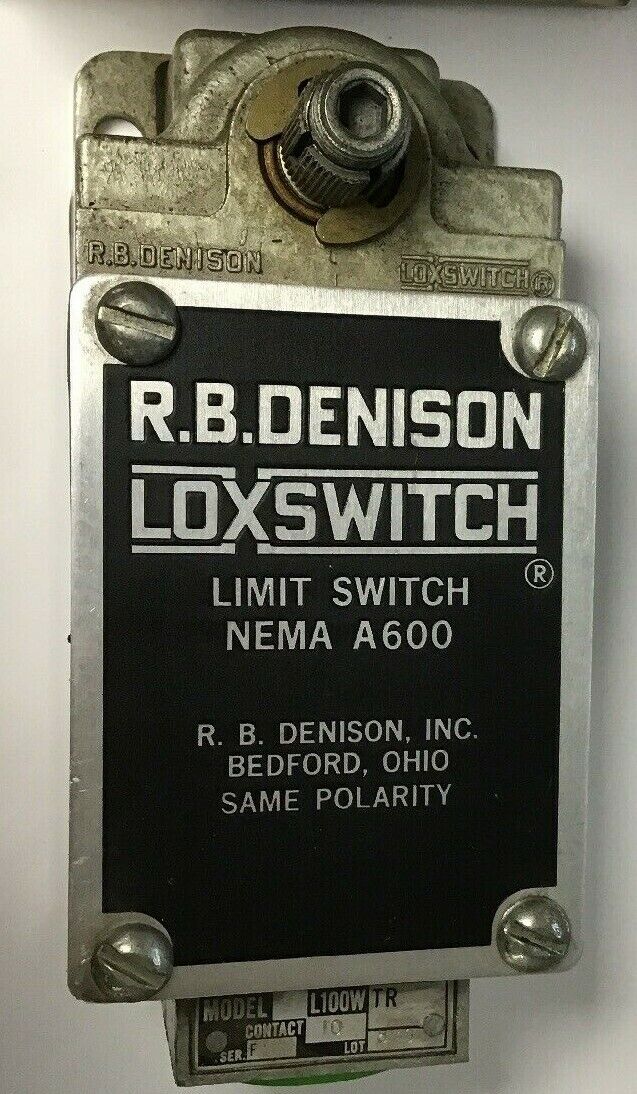 R.B.DENISON LOXSWITCH®
R.B.DENISON
LOXSWITCH
®
LIMIT SWITCH
NEMA A600
R. B. DENISON, INC.
BEDFORD, OHIO
SAME POLARITY
MODEL L100W TR
CONTACT 10
SER. F LOT